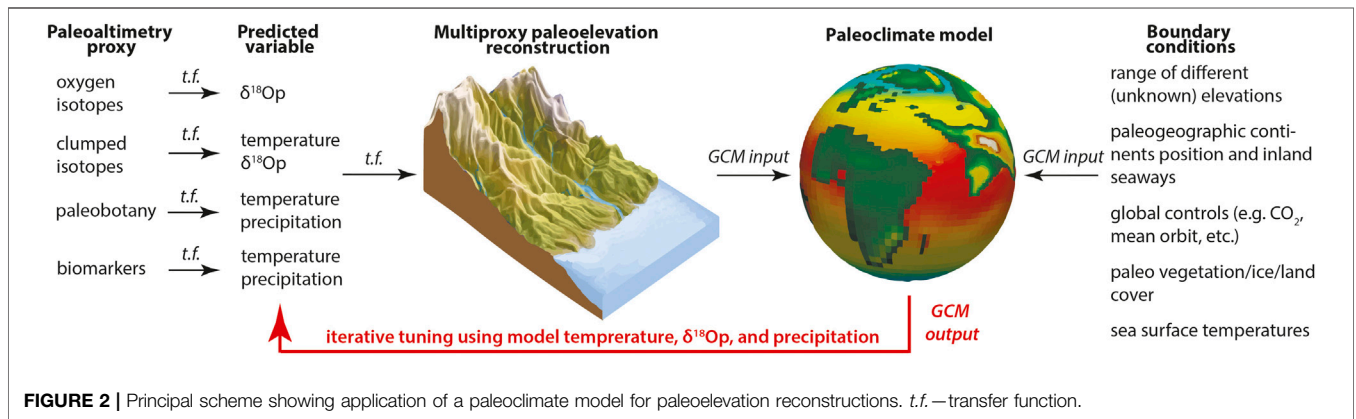 Paleoaltimetry
proxy
Predicted
variable
Multiproxy paleoelevation
reconstruction
Paleoclimate model
Boundary
conditions
oxygen
isotopes
t.f.
δ¹⁸Op
clumped
isotopes
t.f.
temperature
δ¹⁸Op
paleobotany
t.f.
temperature
precipitation
biomarkers
t.f.
temperature
precipitation
t.f.
GCM input
GCM input
range of different
(unknown) elevations
paleogeographic conti-
nents position and inland
seaways
global controls (e.g. CO₂,
mean orbit, etc.)
paleo vegetation/ice/land
cover
sea surface temperatures
GCM
output
iterative tuning using model temprerature, δ¹⁸Op, and precipitation
FIGURE 2 | Principal scheme showing application of a paleoclimate model for paleoelevation reconstructions. t.f.—transfer function.